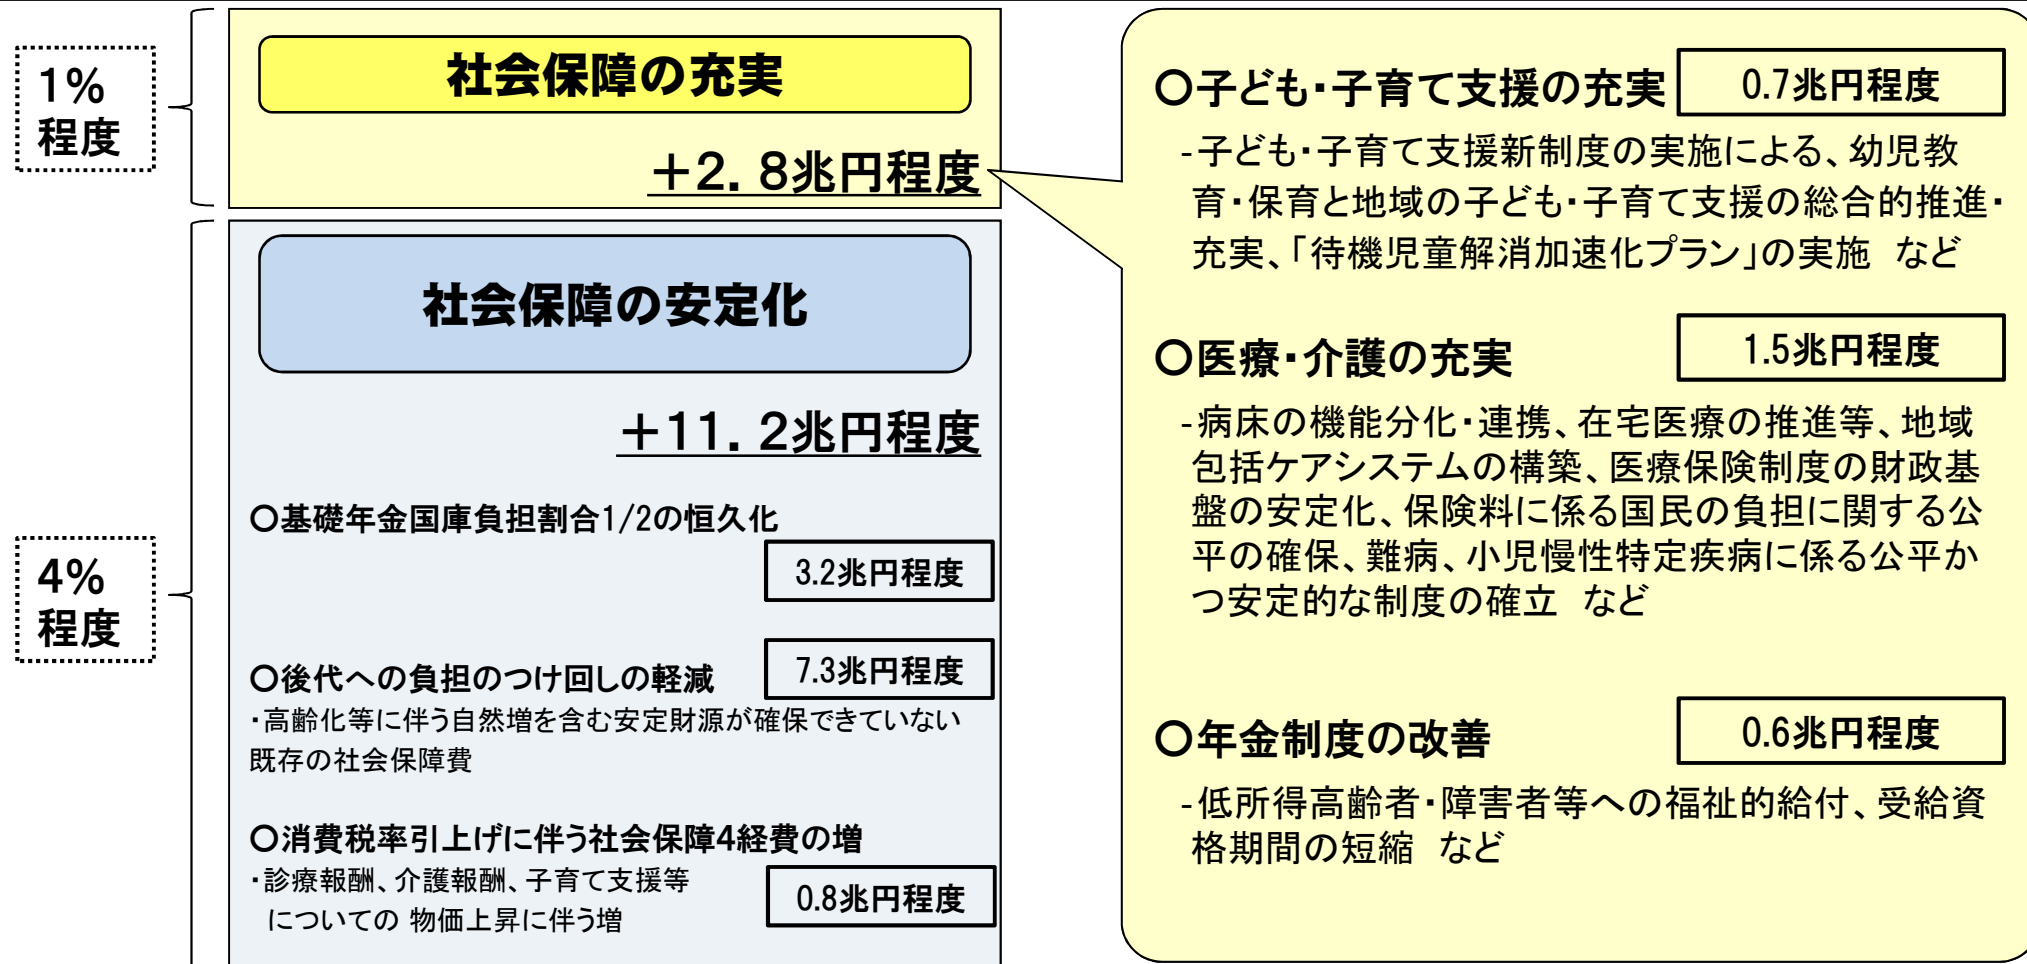 1%
程度
社会保障の充実
＋2．8兆円程度
4%
程度
社会保障の安定化
＋11．2兆円程度
〇基礎年金国庫負担割合1/2の恒久化
3.2兆円程度
〇後代への負担のつけ回しの軽減
7.3兆円程度
・高齢化等に伴う自然増を含む安定財源が確保できていない
既存の社会保障費
〇消費税率引上げに伴う社会保障4経費の増
・診療報酬、介護報酬、子育て支援等
についての 物価上昇に伴う増
0.8兆円程度
〇子ども・子育て支援の充実
0.7兆円程度
-子ども・子育て支援新制度の実施による、幼児教
育・保育と地域の子ども・子育て支援の総合的推進・
充実、「待機児童解消加速化プラン」の実施　など
〇医療・介護の充実
1.5兆円程度
-病床の機能分化・連携、在宅医療の推進等、地域
包括ケアシステムの構築、医療保険制度の財政基
盤の安定化、保険料に係る国民の負担に関する公
平の確保、難病、小児慢性特定疾病に係る公平か
つ安定的な制度の確立　など
〇年金制度の改善
0.6兆円程度
-低所得高齢者・障害者等への福祉的給付、受給資
格期間の短縮　など